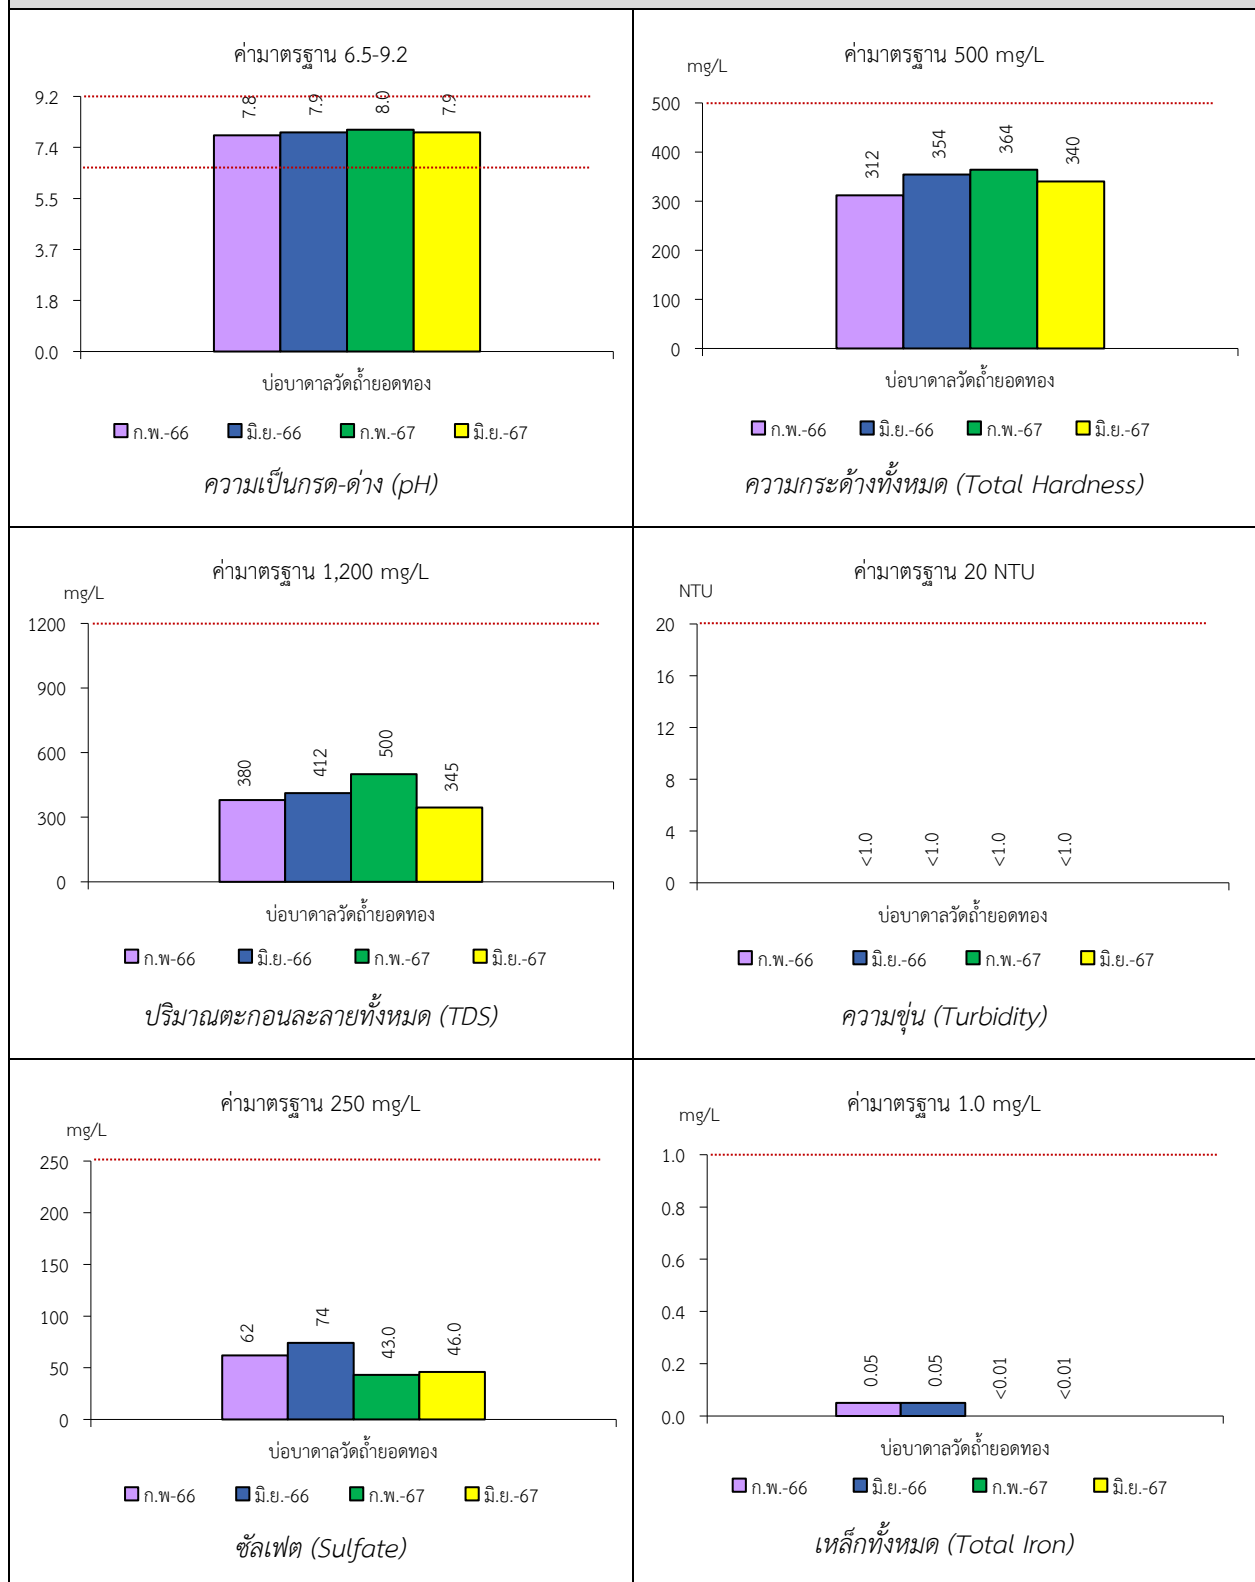 ค่ามาตรฐาน 6.5-9.2
9.2
7.4
5.5
3.7
1.8
0.0
7.8
7.9
8.0
7.9
บ่อบาดาลวัดถ้ำยอดทอง
ก.พ.-66 มิ.ย.-66 ก.พ.-67 มิ.ย.-67
ความเป็นกรด-ด่าง (pH)
ค่ามาตรฐาน 500 mg/L
mg/L
500
400
300
200
100
0
312
354
364
340
บ่อบาดาลวัดถ้ำยอดทอง
ก.พ.-66 มิ.ย.-66 ก.พ.-67 มิ.ย.-67
ความกระด้างทั้งหมด (Total Hardness)
ค่ามาตรฐาน 1,200 mg/L
mg/L
1200
900
600
300
0
380
412
500
345
บ่อบาดาลวัดถ้ำยอดทอง
ก.พ-66 มิ.ย.-66 ก.พ.-67 มิ.ย.-67
ปริมาณตะกอนละลายทั้งหมด (TDS)
ค่ามาตรฐาน 20 NTU
NTU
20
16
12
8
4
0
<1.0
<1.0
<1.0
<1.0
บ่อบาดาลวัดถ้ำยอดทอง
ก.พ.-66 มิ.ย.-66 ก.พ.-67 มิ.ย.-67
ความขุ่น (Turbidity)
ค่ามาตรฐาน 250 mg/L
mg/L
250
200
150
100
50
0
62
74
43.0
46.0
บ่อบาดาลวัดถ้ำยอดทอง
ก.พ-66 มิ.ย.-66 ก.พ.-67 มิ.ย.-67
ซัลเฟต (Sulfate)
ค่ามาตรฐาน 1.0 mg/L
mg/L
1.0
0.8
0.6
0.4
0.2
0.0
0.05
0.05
<0.01
<0.01
บ่อบาดาลวัดถ้ำยอดทอง
ก.พ.-66 มิ.ย.-66 ก.พ.-67 มิ.ย.-67
เหล็กทั้งหมด (Total Iron)